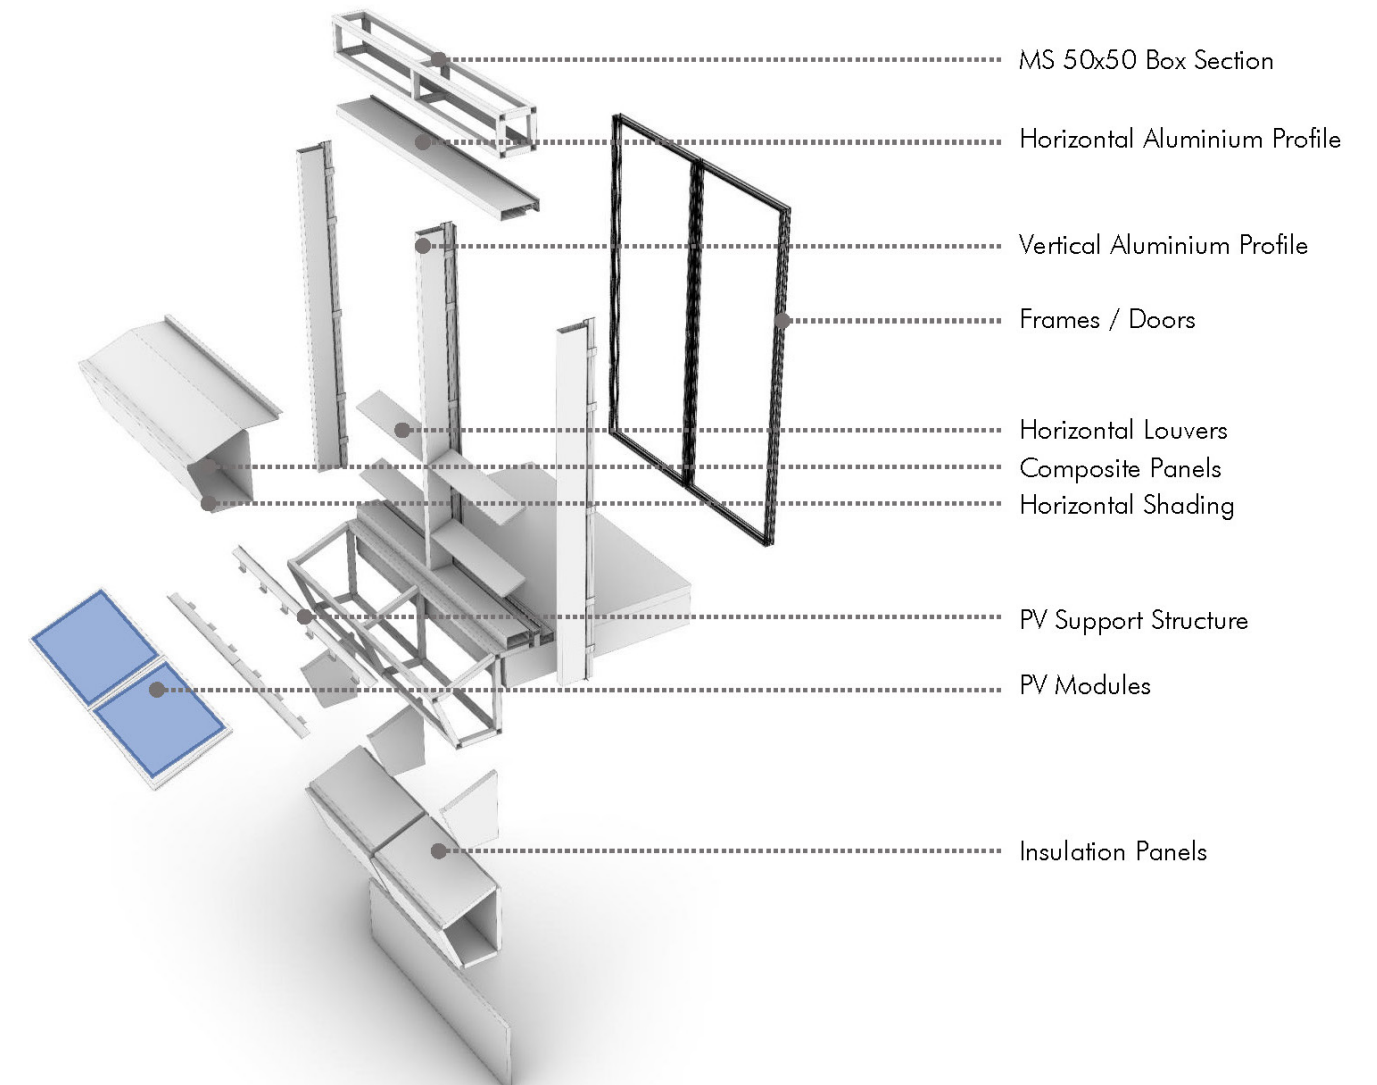 MS 50x50 Box Section
Horizontal Aluminium Profile
Vertical Aluminium Profile
Frames / Doors
Horizontal Louvers
Composite Panels
Horizontal Shading
PV Support Structure
PV Modules
Insulation Panels